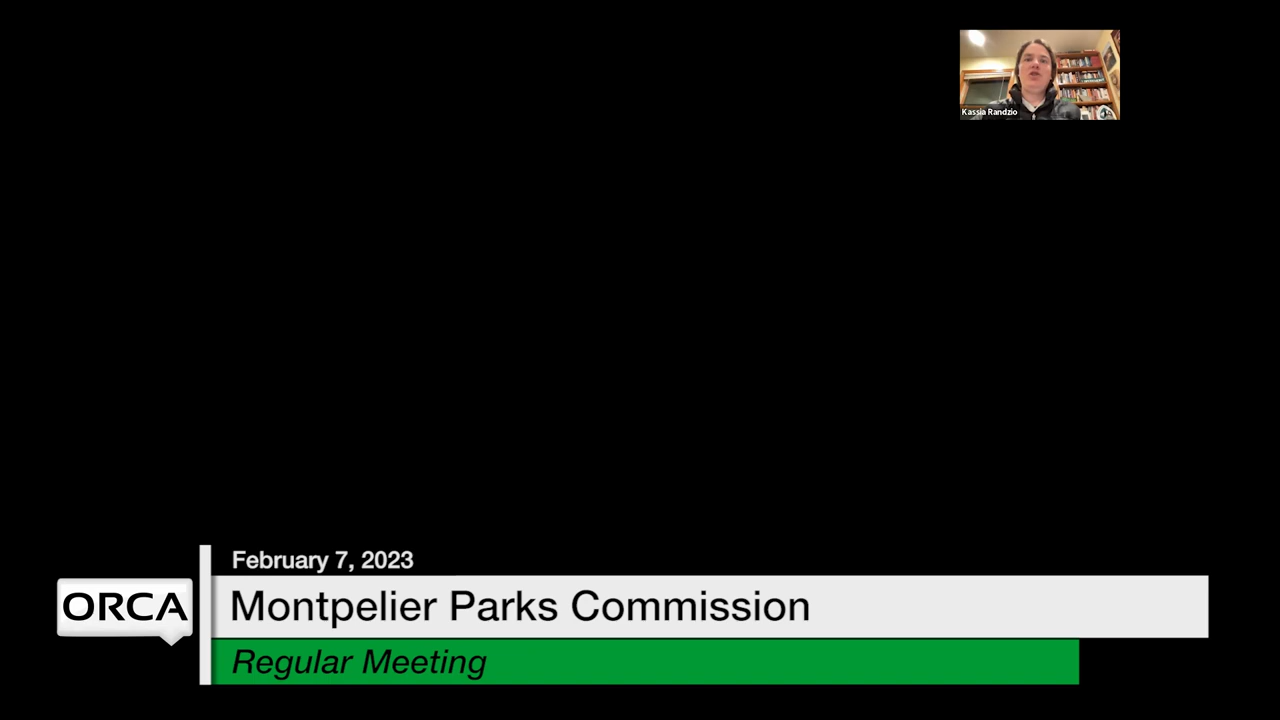 Kassia Randzio
February 7, 2023
ORCA
Montpelier Parks Commission
Regular Meeting